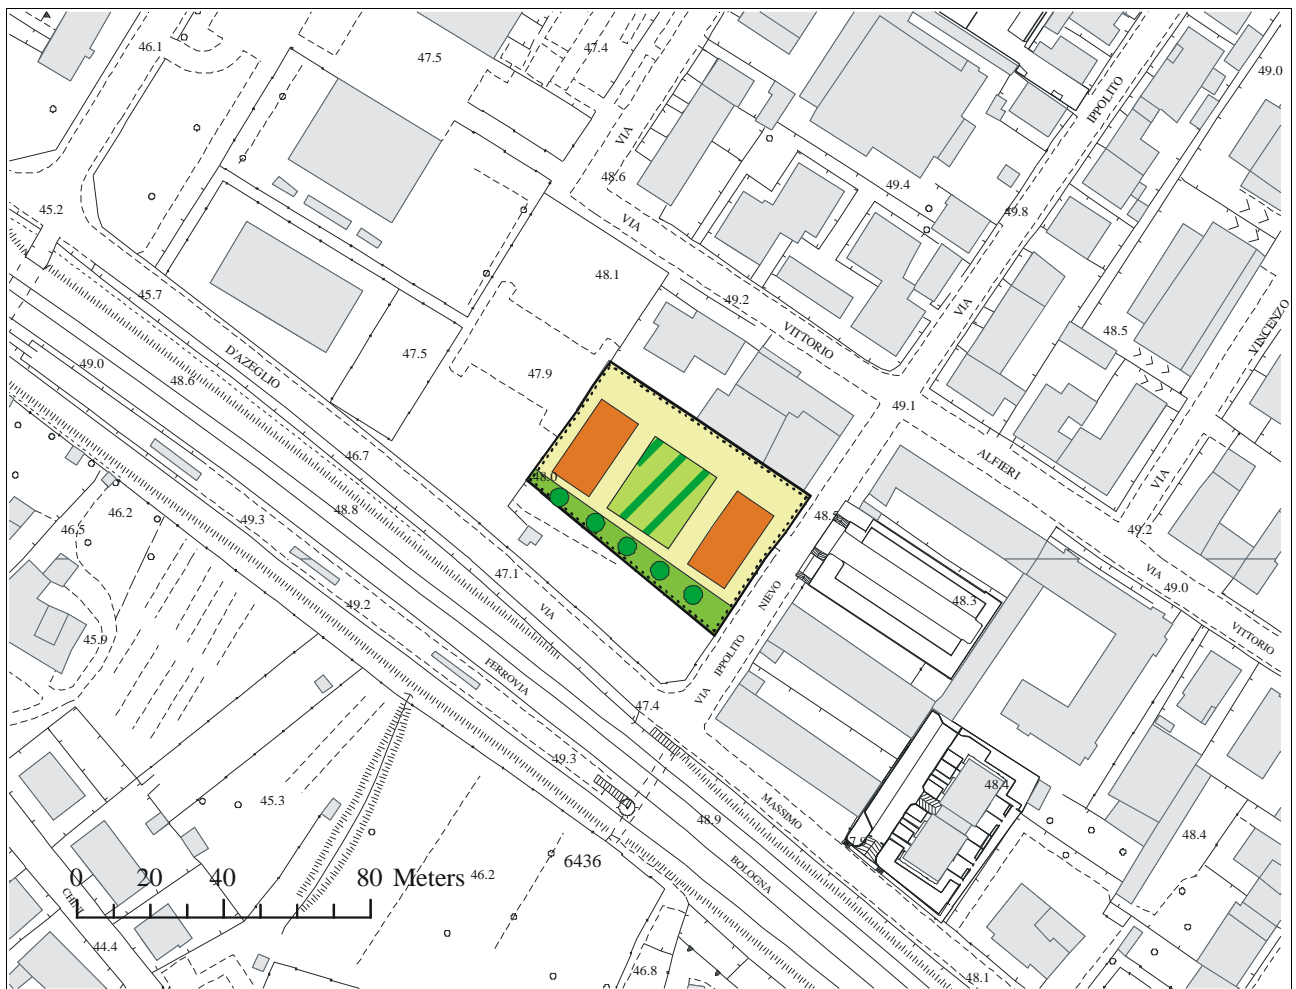 46.1
47.5
47.4
49.0
IPPOLITO
VIA
48.6
49.4
45.2
49.8
VIA
48.1
45.7
49.2
VIA
VINCENZO
VITTORIO
48.5
D'AZEGLIO
47.5
49.0
48.6
47.9
49.1
46.7
ALFIERI
48.0
VIA
48.8
46.2
49.3
46.5
49.2
47.1
VIA
VIA
49.0
NIEVO
48.3
49.2
VIA
45.9
IPPOLITO
VITTORIO
FERROVIA
VIA
47.4
49.3
48.4
45.3
MASSIMO
48.9
48.4
6436
BOLOGNA
0 20 40 80 Meters
46.2
CHINI
44.4
46.8
48.1